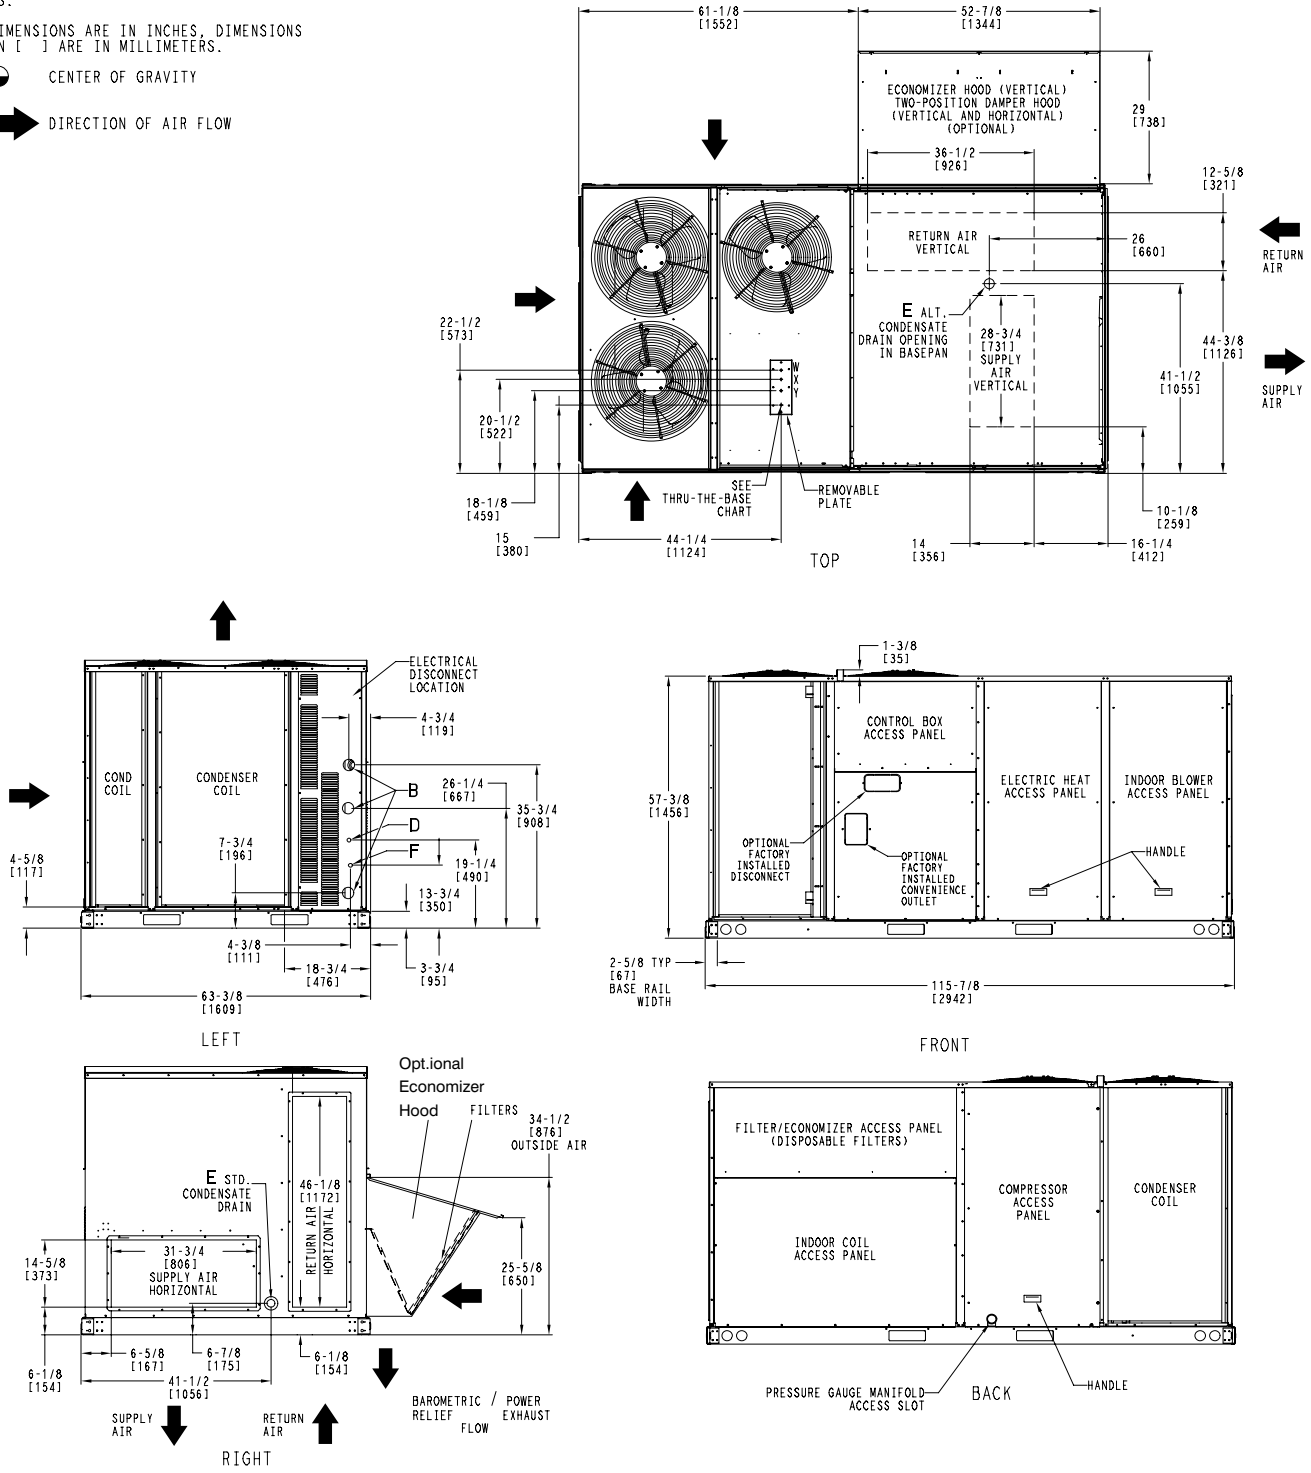 S.
IMENSIONS ARE IN INCHES, DIMENSIONS
N [ ] ARE IN MILLIMETERS.
CENTER OF GRAVITY
DIRECTION OF AIR FLOW
61-1/8
[1552]
52-7/8
[1344]
ECONOMIZER HOOD (VERTICAL)
TWO-POSITION DAMPER HOOD
(VERTICAL AND HORIZONTAL)
(OPTIONAL)
29
[738]
36-1/2
[926]
12-5/8
[321]
RETURN AIR
VERTICAL
26
[660]
RETURN
AIR
E ALT.
CONDENSATE
DRAIN OPENING
IN BASEPAN
28-3/4
[731]
SUPPLY
AIR
VERTICAL
44-3/8
[1126]
41-1/2
[1055]
SUPPLY
AIR
22-1/2
[573]
20-1/2
[522]
W
X
Y
18-1/8
[459]
15
[380]
SEE
THRU-THE-BASE
CHART
REMOVABLE
PLATE
44-1/4
[1124]
10-1/8
[259]
14
[356]
16-1/4
[412]
TOP
ELECTRICAL
DISCONNECT
LOCATION
4-3/4
[119]
COND
COIL
CONDENSER
COIL
B
26-1/4
[667]
35-3/4
[908]
D
7-3/4
[196]
F
19-1/4
[490]
4-5/8
[117]
13-3/4
[350]
4-3/8
[111]
18-3/4
[476]
3-3/4
[95]
63-3/8
[1609]
LEFT
1-3/8
[35]
CONTROL BOX
ACCESS PANEL
ELECTRIC HEAT
ACCESS PANEL
INDOOR BLOWER
ACCESS PANEL
57-3/8
[1456]
OPTIONAL
FACTORY
INSTALLED
DISCONNECT
OPTIONAL
FACTORY
INSTALLED
CONVENIENCE
OUTLET
HANDLE
2-5/8 TYP
[67]
BASE RAIL
WIDTH
115-7/8
[2942]
FRONT
Opt.ional
Economizer
Hood
FILTERS
34-1/2
[876]
OUTSIDE AIR
E STD.
CONDENSATE
DRAIN
46-1/8
[1172]
RETURN AIR
HORIZONTAL
31-3/4
[806]
SUPPLY AIR
HORIZONTAL
14-5/8
[373]
25-5/8
[650]
6-1/8
[154]
6-5/8
[167]
6-7/8
[175]
6-1/8
[154]
41-1/2
[1056]
SUPPLY
AIR
RETURN
AIR
BAROMETRIC / POWER
RELIEF EXHAUST
FLOW
RIGHT
FILTER/ECONOMIZER ACCESS PANEL
(DISPOSABLE FILTERS)
INDOOR COIL
ACCESS PANEL
COMPRESSOR
ACCESS
PANEL
CONDENSER
COIL
PRESSURE GAUGE MANIFOLD
ACCESS SLOT
HANDLE
BACK